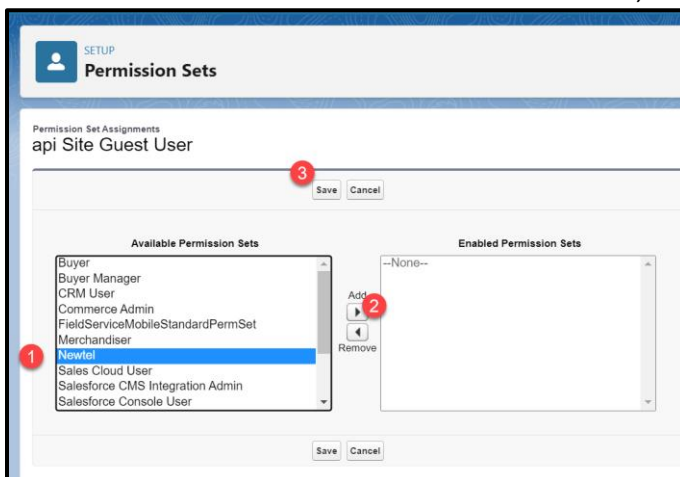 SETUP
Permission Sets
Permission Set Assignments
api Site Guest User
3
Save Cancel
Available Permission Sets
Enabled Permission Sets
Buyer
Buyer Manager
CRM User
Commerce Admin
FieldServiceMobileStandardPermSet
Merchandiser
Newtel
Sales Cloud User
Salesforce CMS Integration Admin
Salesforce Console User
1
Add
2
Remove
--None--
Save Cancel